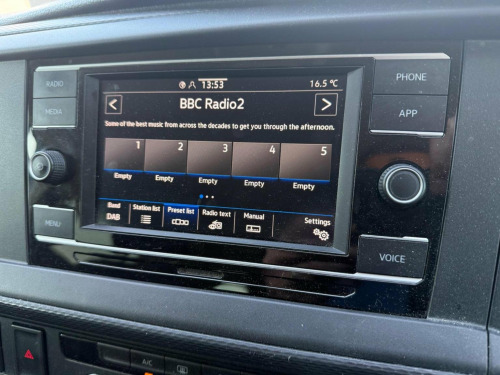 RADIO
MEDIA
MENU
13:53
16.5 ℃
<
BBC Radio2
>
Some of the best music from across the decades to get you through the afternoon.
1 2 3 4 5
Empty Empty Empty Empty Empty
Band Station list Preset list Radio text Manual Settings
DAB
PHONE
APP
VOICE
A/C